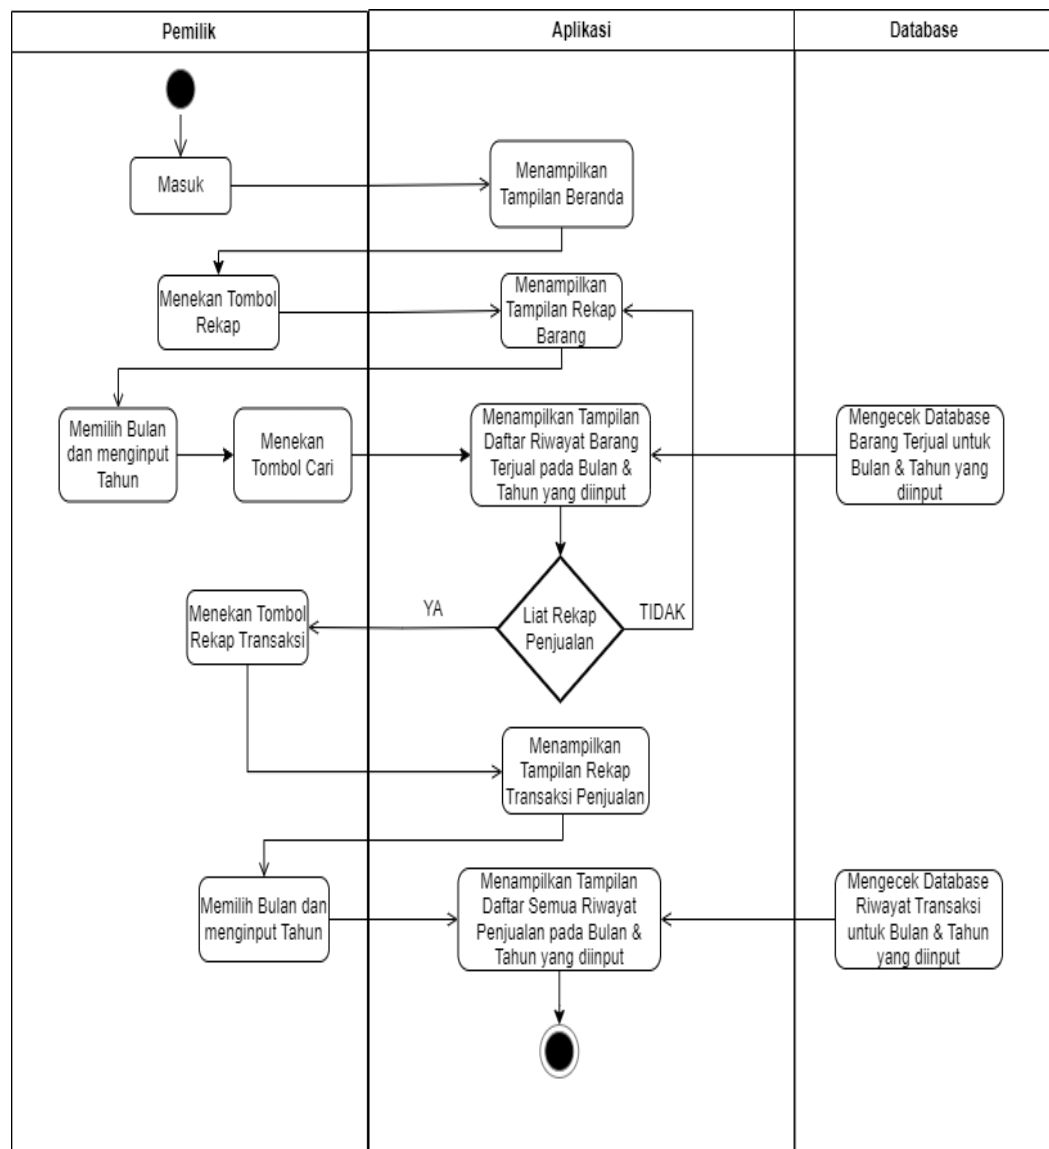 Pemilik
Aplikasi
Database
Masuk
Menampilkan
Tampilan Beranda
Menekan Tombol
Rekap
Menampilkan
Tampilan Rekap
Barang
Memilih Bulan
dan menginput
Tahun
Menekan
Tombol Cari
Menampilkan Tampilan
Daftar Riwayat Barang
Terjual pada Bulan &
Tahun yang diinput
Mengecek Database
Barang Terjual untuk
Bulan & Tahun yang
diinput
Liat Rekap
Penjualan
YA
TIDAK
Menekan Tombol
Rekap Transaksi
Menampilkan
Tampilan Rekap
Transaksi Penjualan
Memilih Bulan dan
menginput Tahun
Menampilkan Tampilan
Daftar Semua Riwayat
Penjualan pada Bulan &
Tahun yang diinput
Mengecek Database
Riwayat Transaksi
untuk Bulan & Tahun
yang diinput